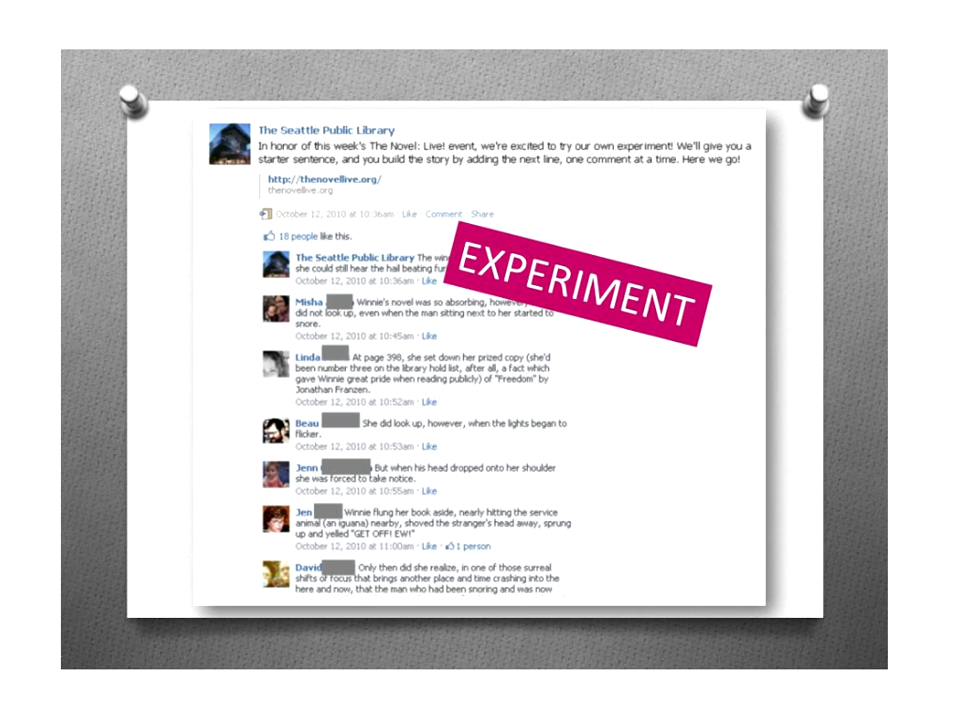 The Seattle Public Library
In honor of this week's The Novel: Live! event, we're excited to try our own experiment! We'll give you a
starter sentence, and you build the story by adding the next line, one comment at a time. Here we go!
http://thenovellive.org/
thenovellive.org
October 12, 2010 at 10:36am · Like · Comment · Share
18 people like this.
The Seattle Public Library The
she could still hear the hail beating
October 12, 2010 at 10:36am · Like
EXPERIMENT
Misha Winnie's novel was so absorbing,
did not look up, even when the man sitting next to her started to
snore.
October 12, 2010 at 10:45am · Like
Linda At page 398, she set down her prized copy (she'd
been number three on the library hold list, after all, a fact which
gave Winnie great pride when reading publicly) of "Freedom" by
Jonathan Franzen.
October 12, 2010 at 10:52am · Like
Beau She did look up, however, when the lights began to
flicker.
October 12, 2010 at 10:53am · Like
Jenn But when his head dropped onto her shoulder
she was forced to take notice.
October 12, 2010 at 10:55am · Like
Jen Winnie flung her book aside, nearly hitting the service
animal (an iguana) nearby, shoved the stranger's head away, sprung
up and yelled "GET OFF! EW!"
October 12, 2010 at 11:00am · Like · 1 person
David Only then did she realize, in one of those surreal
shifts of focus that brings another place and time crashing into the
here and now, that the man who had been snoring and was now